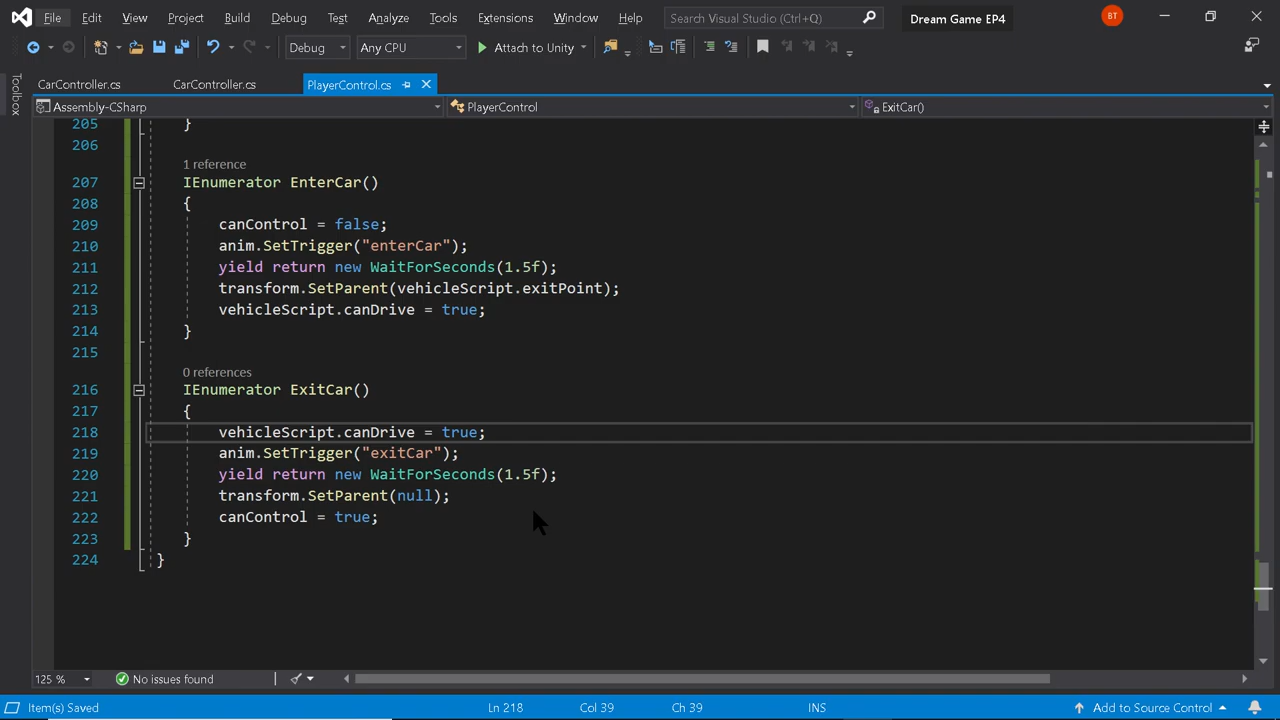 File Edit View Project Build Debug Test Analyze Tools Extensions Window Help Search Visual Studio (Ctrl+Q) Dream Game EP4 BT
Debug Any CPU Attach to Unity
Toolbox
CarController.cs CarController.cs PlayerControl.cs
Assembly-CSharp PlayerControl ExitCar()
205 }
206
1 reference
207 IEnumerator EnterCar()
208 {
209 canControl = false;
210 anim.SetTrigger("enterCar");
211 yield return new WaitForSeconds(1.5f);
212 transform.SetParent(vehicleScript.exitPoint);
213 vehicleScript.canDrive = true;
214 }
215
0 references
216 IEnumerator ExitCar()
217 {
218 vehicleScript.canDrive = true;
219 anim.SetTrigger("exitCar");
220 yield return new WaitForSeconds(1.5f);
221 transform.SetParent(null);
222 canControl = true;
223 }
224 }
125 % No issues found
Item(s) Saved Ln 218 Col 39 Ch 39 INS Add to Source Control